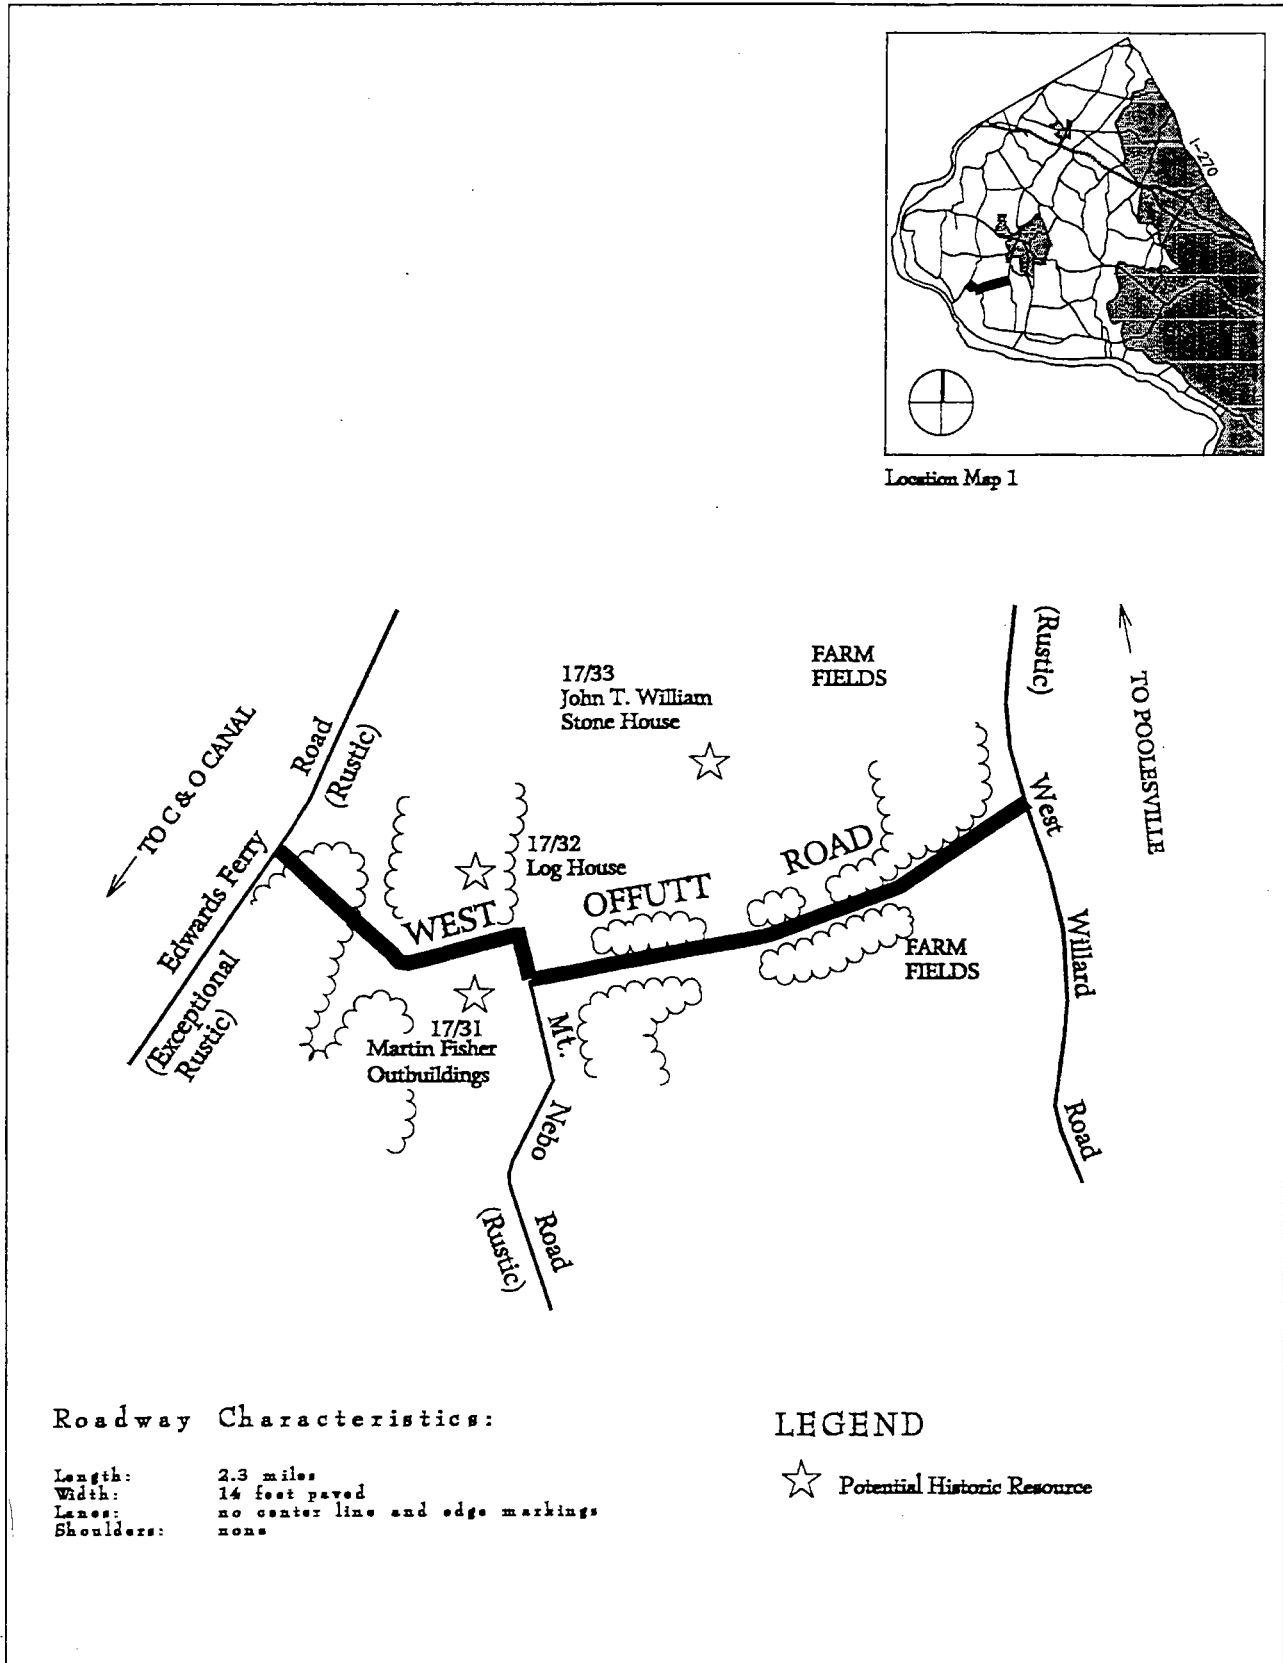 I-270
Location Map 1
17/33
John T. William
Stone House
FARM
FIELDS
(Rustic)
TO POOLESVILLE
TO C & O CANAL
Road
(Rustic)
Edwards Ferry
(Exceptional
Rustic)
17/32
Log House
WEST OFFUTT ROAD
West Willard Road
FARM
FIELDS
17/31
Martin Fisher
Outbuildings
Mt. Nebo Road
(Rustic)
Roadway Characteristics:
Length: 2.3 miles
Width: 14 feet paved
Lanes: no center line and edge markings
Shoulders: none
LEGEND
Potential Historic Resource